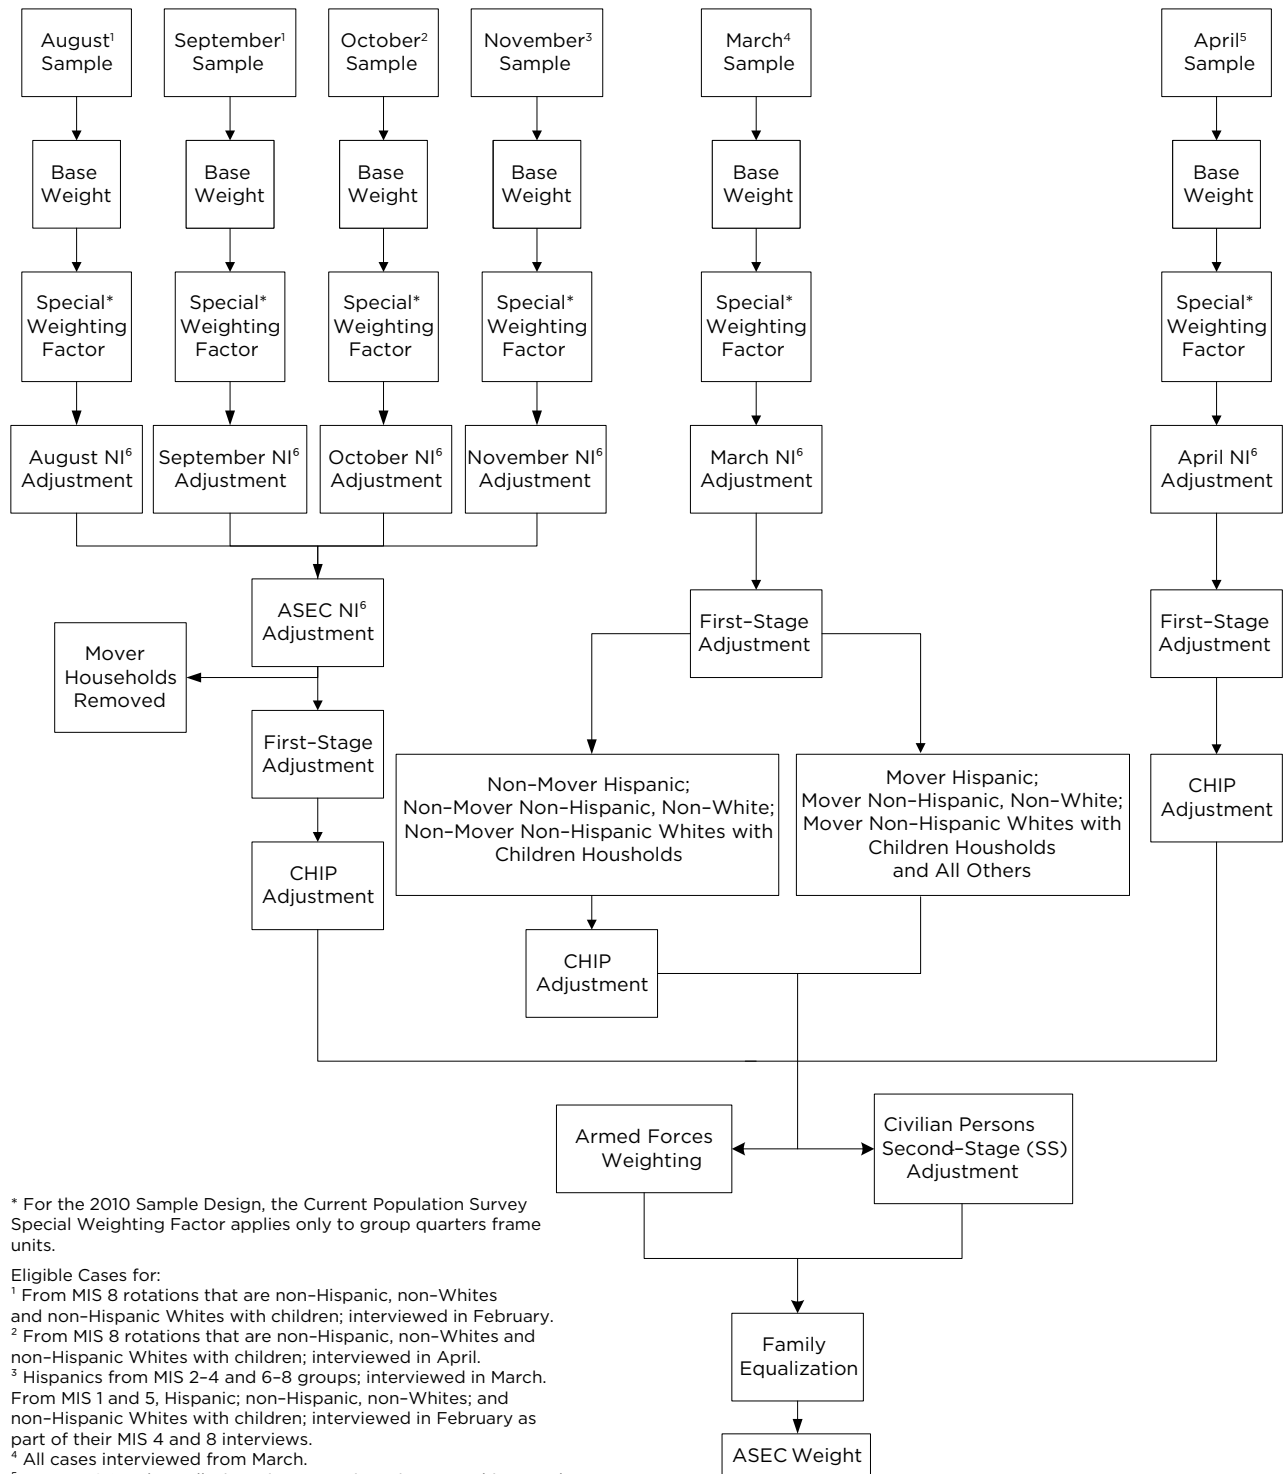 August¹
Sample
September¹
Sample
October²
Sample
November³
Sample
March⁴
Sample
April⁵
Sample
Base
Weight
Base
Weight
Base
Weight
Base
Weight
Base
Weight
Base
Weight
Special*
Weighting
Factor
Special*
Weighting
Factor
Special*
Weighting
Factor
Special*
Weighting
Factor
Special*
Weighting
Factor
Special*
Weighting
Factor
August NI⁶
Adjustment
September NI⁶
Adjustment
October NI⁶
Adjustment
November NI⁶
Adjustment
March NI⁶
Adjustment
April NI⁶
Adjustment
ASEC NI⁶
Adjustment
Mover
Households
Removed
First–Stage
Adjustment
First–Stage
Adjustment
First–Stage
Adjustment
Non–Mover Hispanic;
Non–Mover Non–Hispanic, Non–White;
Non–Mover Non–Hispanic Whites with
Children Housholds
Mover Hispanic;
Mover Non–Hispanic, Non–White;
Mover Non–Hispanic Whites with
Children Housholds
and All Others
CHIP
Adjustment
CHIP
Adjustment
CHIP
Adjustment
Armed Forces
Weighting
Civilian Persons
Second–Stage (SS)
Adjustment
Family
Equalization
ASEC Weight
* For the 2010 Sample Design, the Current Population Survey
Special Weighting Factor applies only to group quarters frame
units.
Eligible Cases for:
¹ From MIS 8 rotations that are non–Hispanic, non–Whites
and non–Hispanic Whites with children; interviewed in February.
² From MIS 8 rotations that are non–Hispanic, non–Whites and
non–Hispanic Whites with children; interviewed in April.
³ Hispanics from MIS 2–4 and 6–8 groups; interviewed in March.
From MIS 1 and 5, Hispanic; non–Hispanic, non–Whites; and
non–Hispanic Whites with children; interviewed in February as
part of their MIS 4 and 8 interviews.
⁴ All cases interviewed from March.